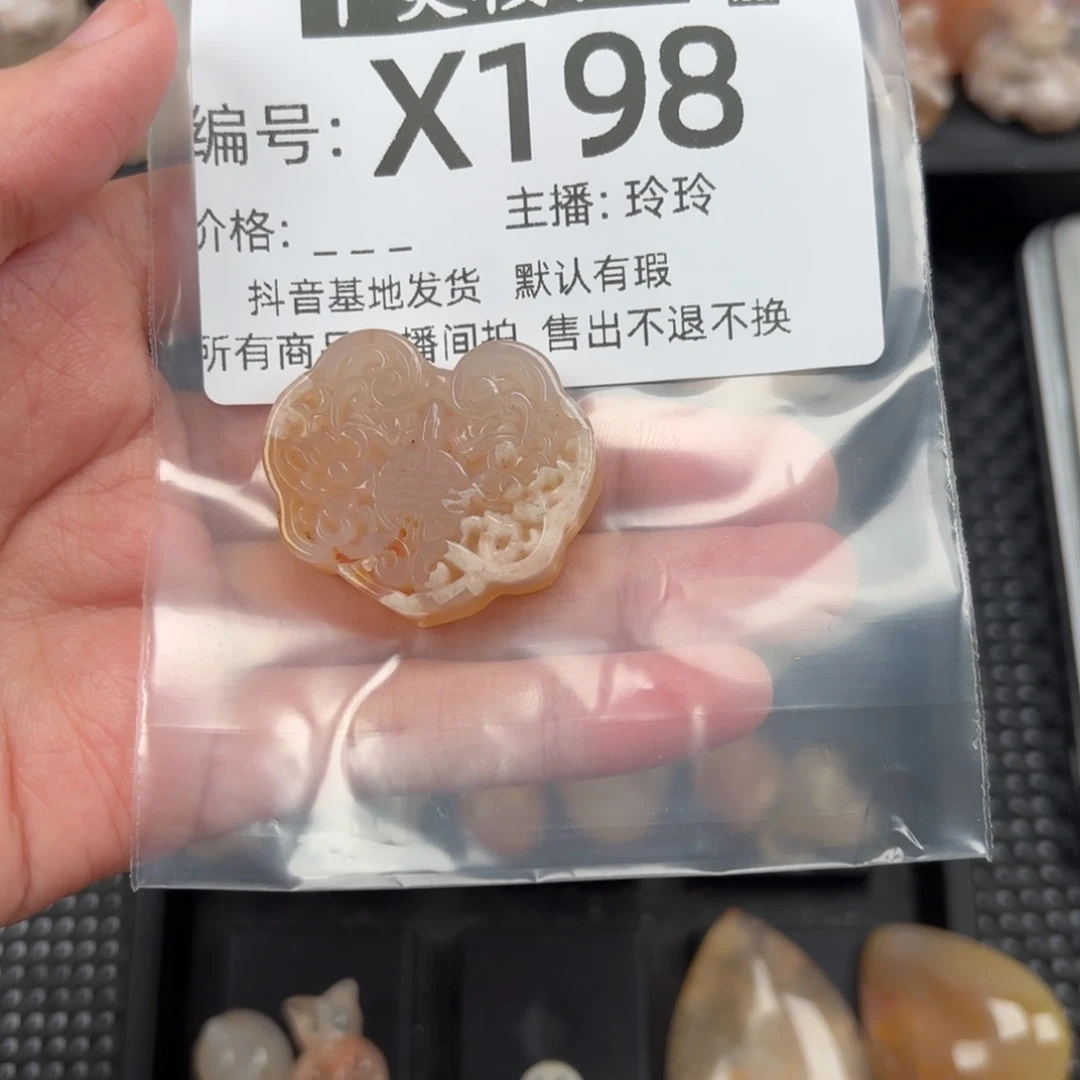 编号: X198
价格: _ _ _ 主播: 玲玲
抖音基地发货 默认有瑕
所有商品 播间拍 售出不退不换